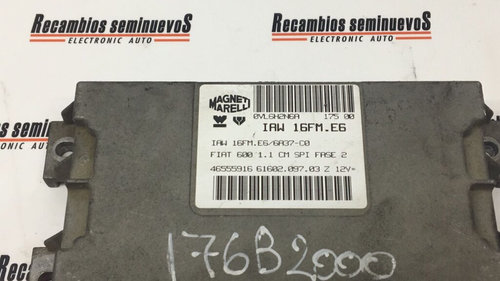 Recambios seminuevoS
ELECTRONIC AUTO
Recambios seminuevoS
ELECTRONIC AUTO
MAGNETI
MARELLI
0VL6H2N6A 175 00
IAW 16FM.E6
IAW 16FM.E6/6A37-C0
FIAT 600 1.1 CM SPI FASE 2
46555916 61602.097.03 Z 12V=
176B2000